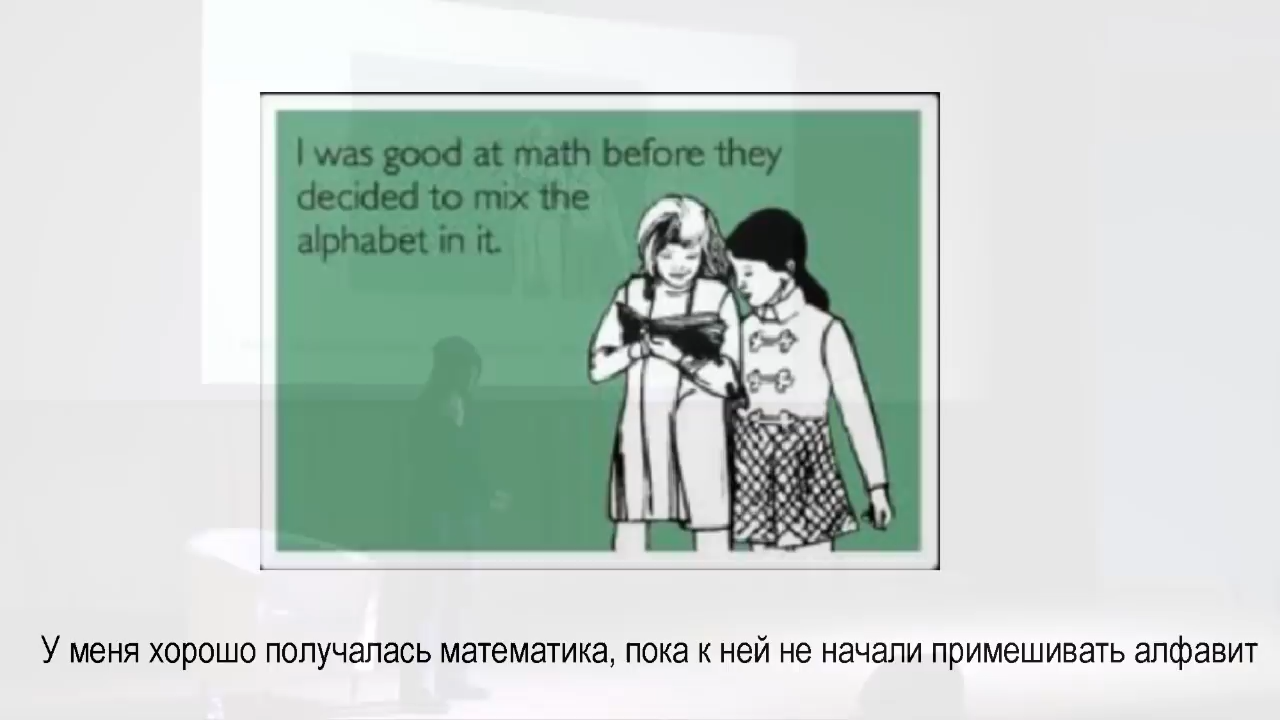 I was good at math before they
decided to mix the
alphabet in it.
У меня хорошо получалась математика, пока к ней не начали примешивать алфавит